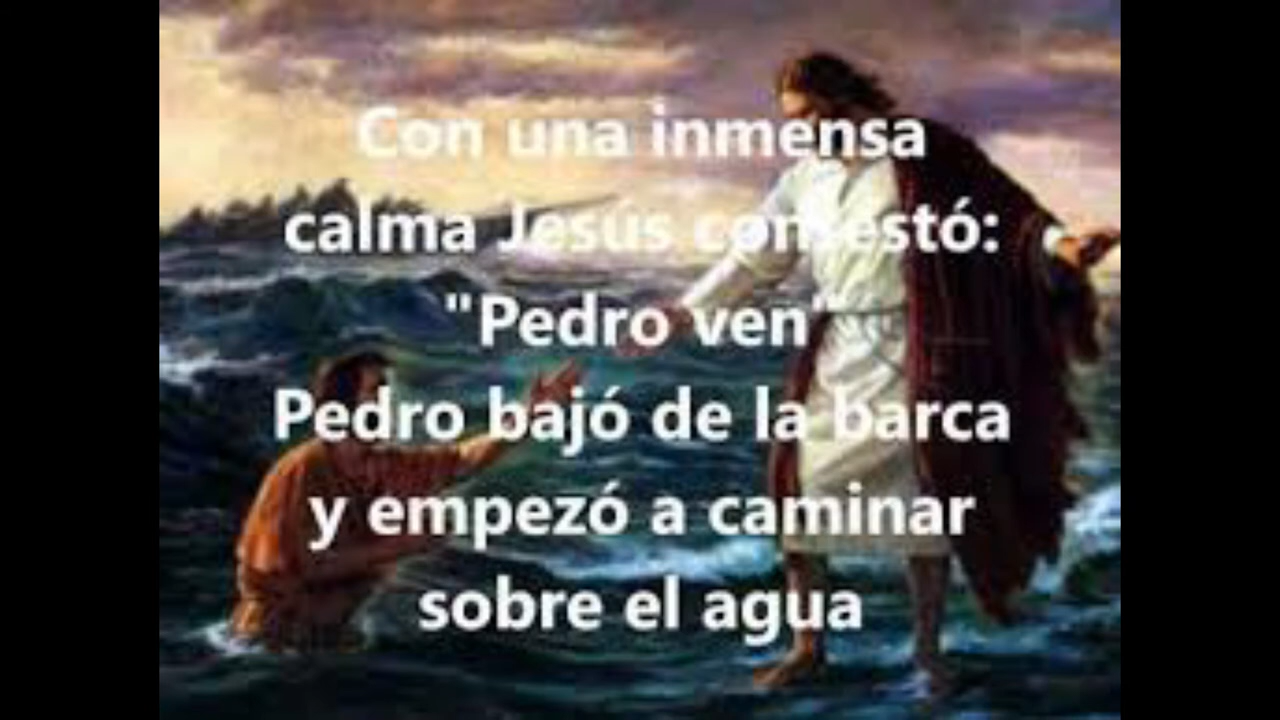 Con una inmensa
calma Jesús contestó:
"Pedro ven"
Pedro bajó de la barca
y empezó a caminar
sobre el agua